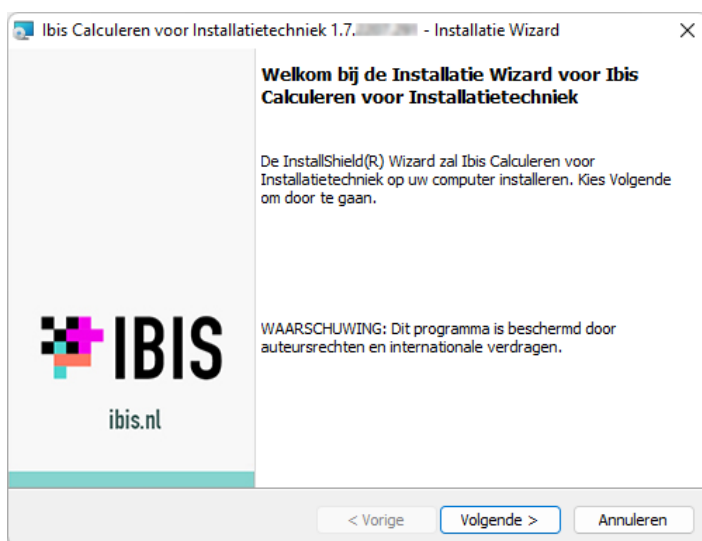 Ibis Calculeren voor Installatietechniek 1.7. - Installatie Wizard
Welkom bij de Installatie Wizard voor Ibis
Calculeren voor Installatietechniek
De InstallShield(R) Wizard zal Ibis Calculeren voor
Installatietechniek op uw computer installeren. Kies Volgende
om door te gaan.
WAARSCHUWING: Dit programma is beschermd door
auteursrechten en internationale verdragen.
IBIS
ibis.nl
< Vorige
Volgende >
Annuleren